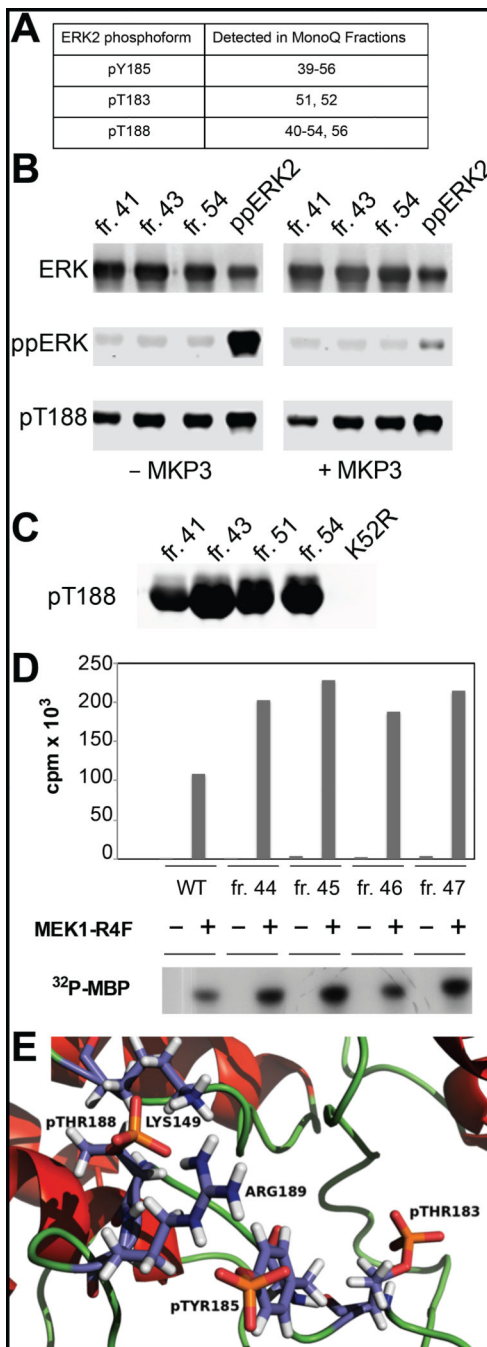 A
ERK2 phosphoform Detected in MonoQ Fractions
pY185 39-56
pT183 51, 52
pT188 40-54, 56
B
fr. 41 fr. 43 fr. 54 ppERK2 fr. 41 fr. 43 fr. 54 ppERK2
ERK
ppERK
pT188
– MKP3 + MKP3
C
fr. 41 fr. 43 fr. 51 fr. 54 K52R
pT188
D
250
200
150
100
50
0
cpm x 10³
WT fr. 44 fr. 45 fr. 46 fr. 47
MEK1-R4F – + – + – + – + – +
³²P-MBP
E
pTHR188 LYS149
ARG189
pTHR183
pTYR185